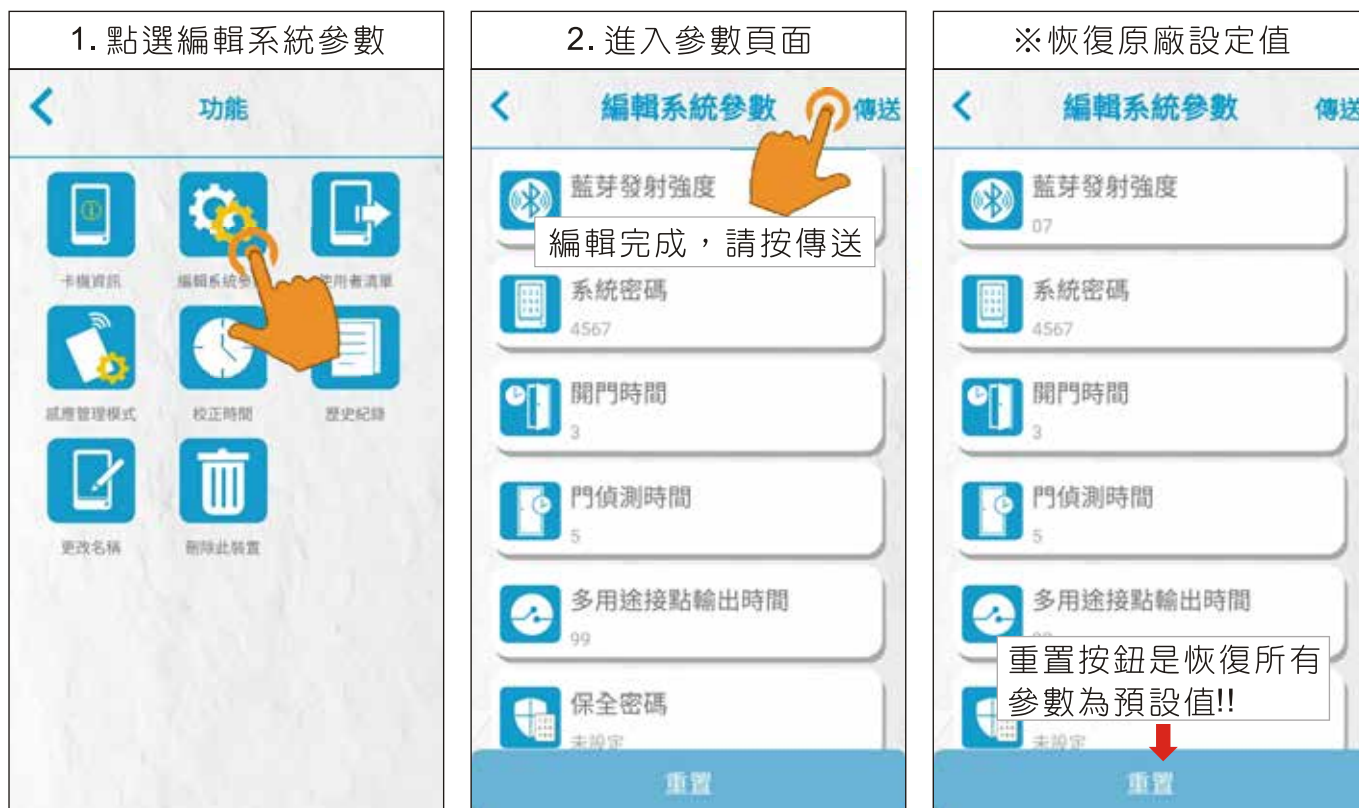 1. 點選編輯系統參數
功能
卡機資訊
編輯系統參
使用者清單
感應管理模式
校正時間
歷史紀錄
更改名稱
刪除此裝置
2. 進入參數頁面
編輯系統參數
傳送
藍芽發射強度
編輯完成，請按傳送
系統密碼
4567
開門時間
3
門偵測時間
5
多用途接點輸出時間
99
保全密碼
未設定
重置
※恢復原廠設定值
編輯系統參數
傳送
藍芽發射強度
07
系統密碼
4567
開門時間
3
門偵測時間
5
多用途接點輸出時間
重置按鈕是恢復所有
參數為預設值!!
未設定
重置